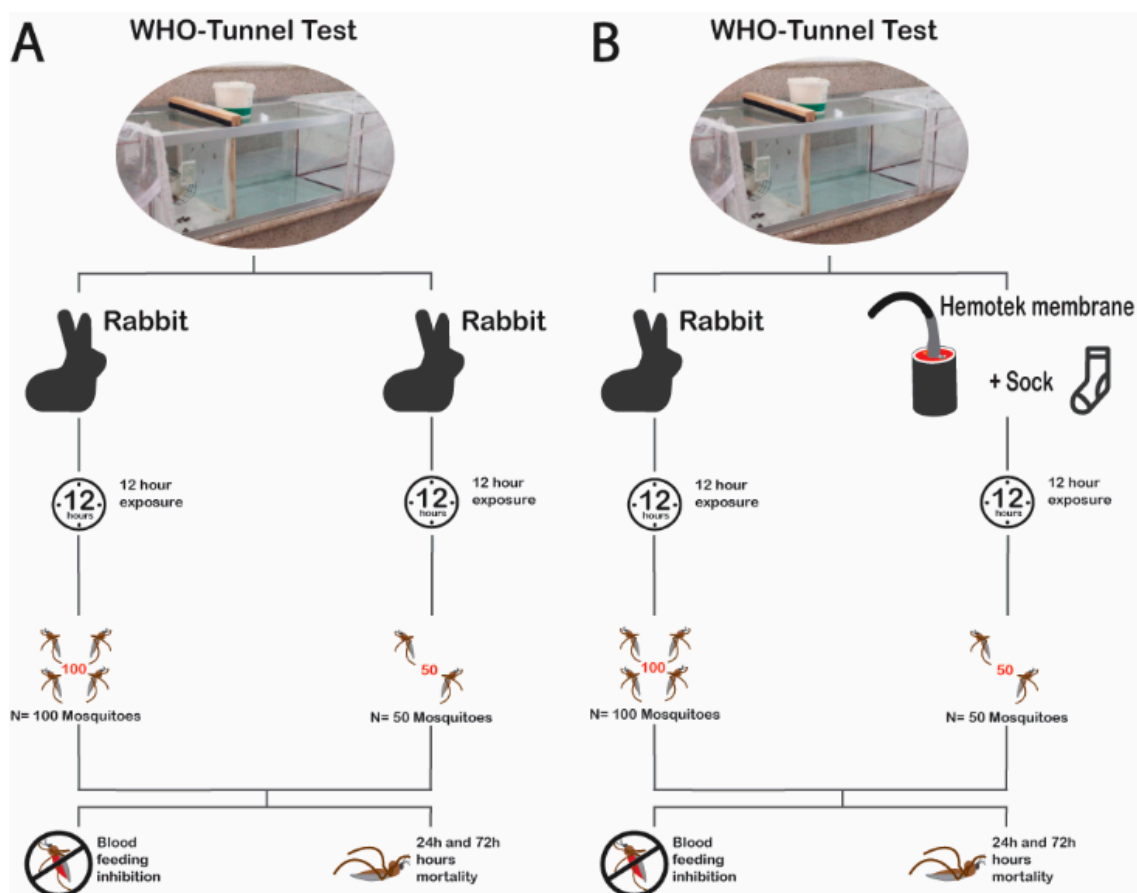 A
WHO-Tunnel Test
Rabbit
Rabbit
12 hour
exposure
12
hours
12 hour
exposure
12
hours
100
N= 100 Mosquitoes
50
N= 50 Mosquitoes
Blood
feeding
inhibition
24h and 72h
hours
mortality
B
WHO-Tunnel Test
Rabbit
Hemotek membrane
+ Sock
12 hour
exposure
12
hours
12 hour
exposure
12
hours
100
N= 100 Mosquitoes
50
N= 50 Mosquitoes
Blood
feeding
inhibition
24h and 72h
hours
mortality